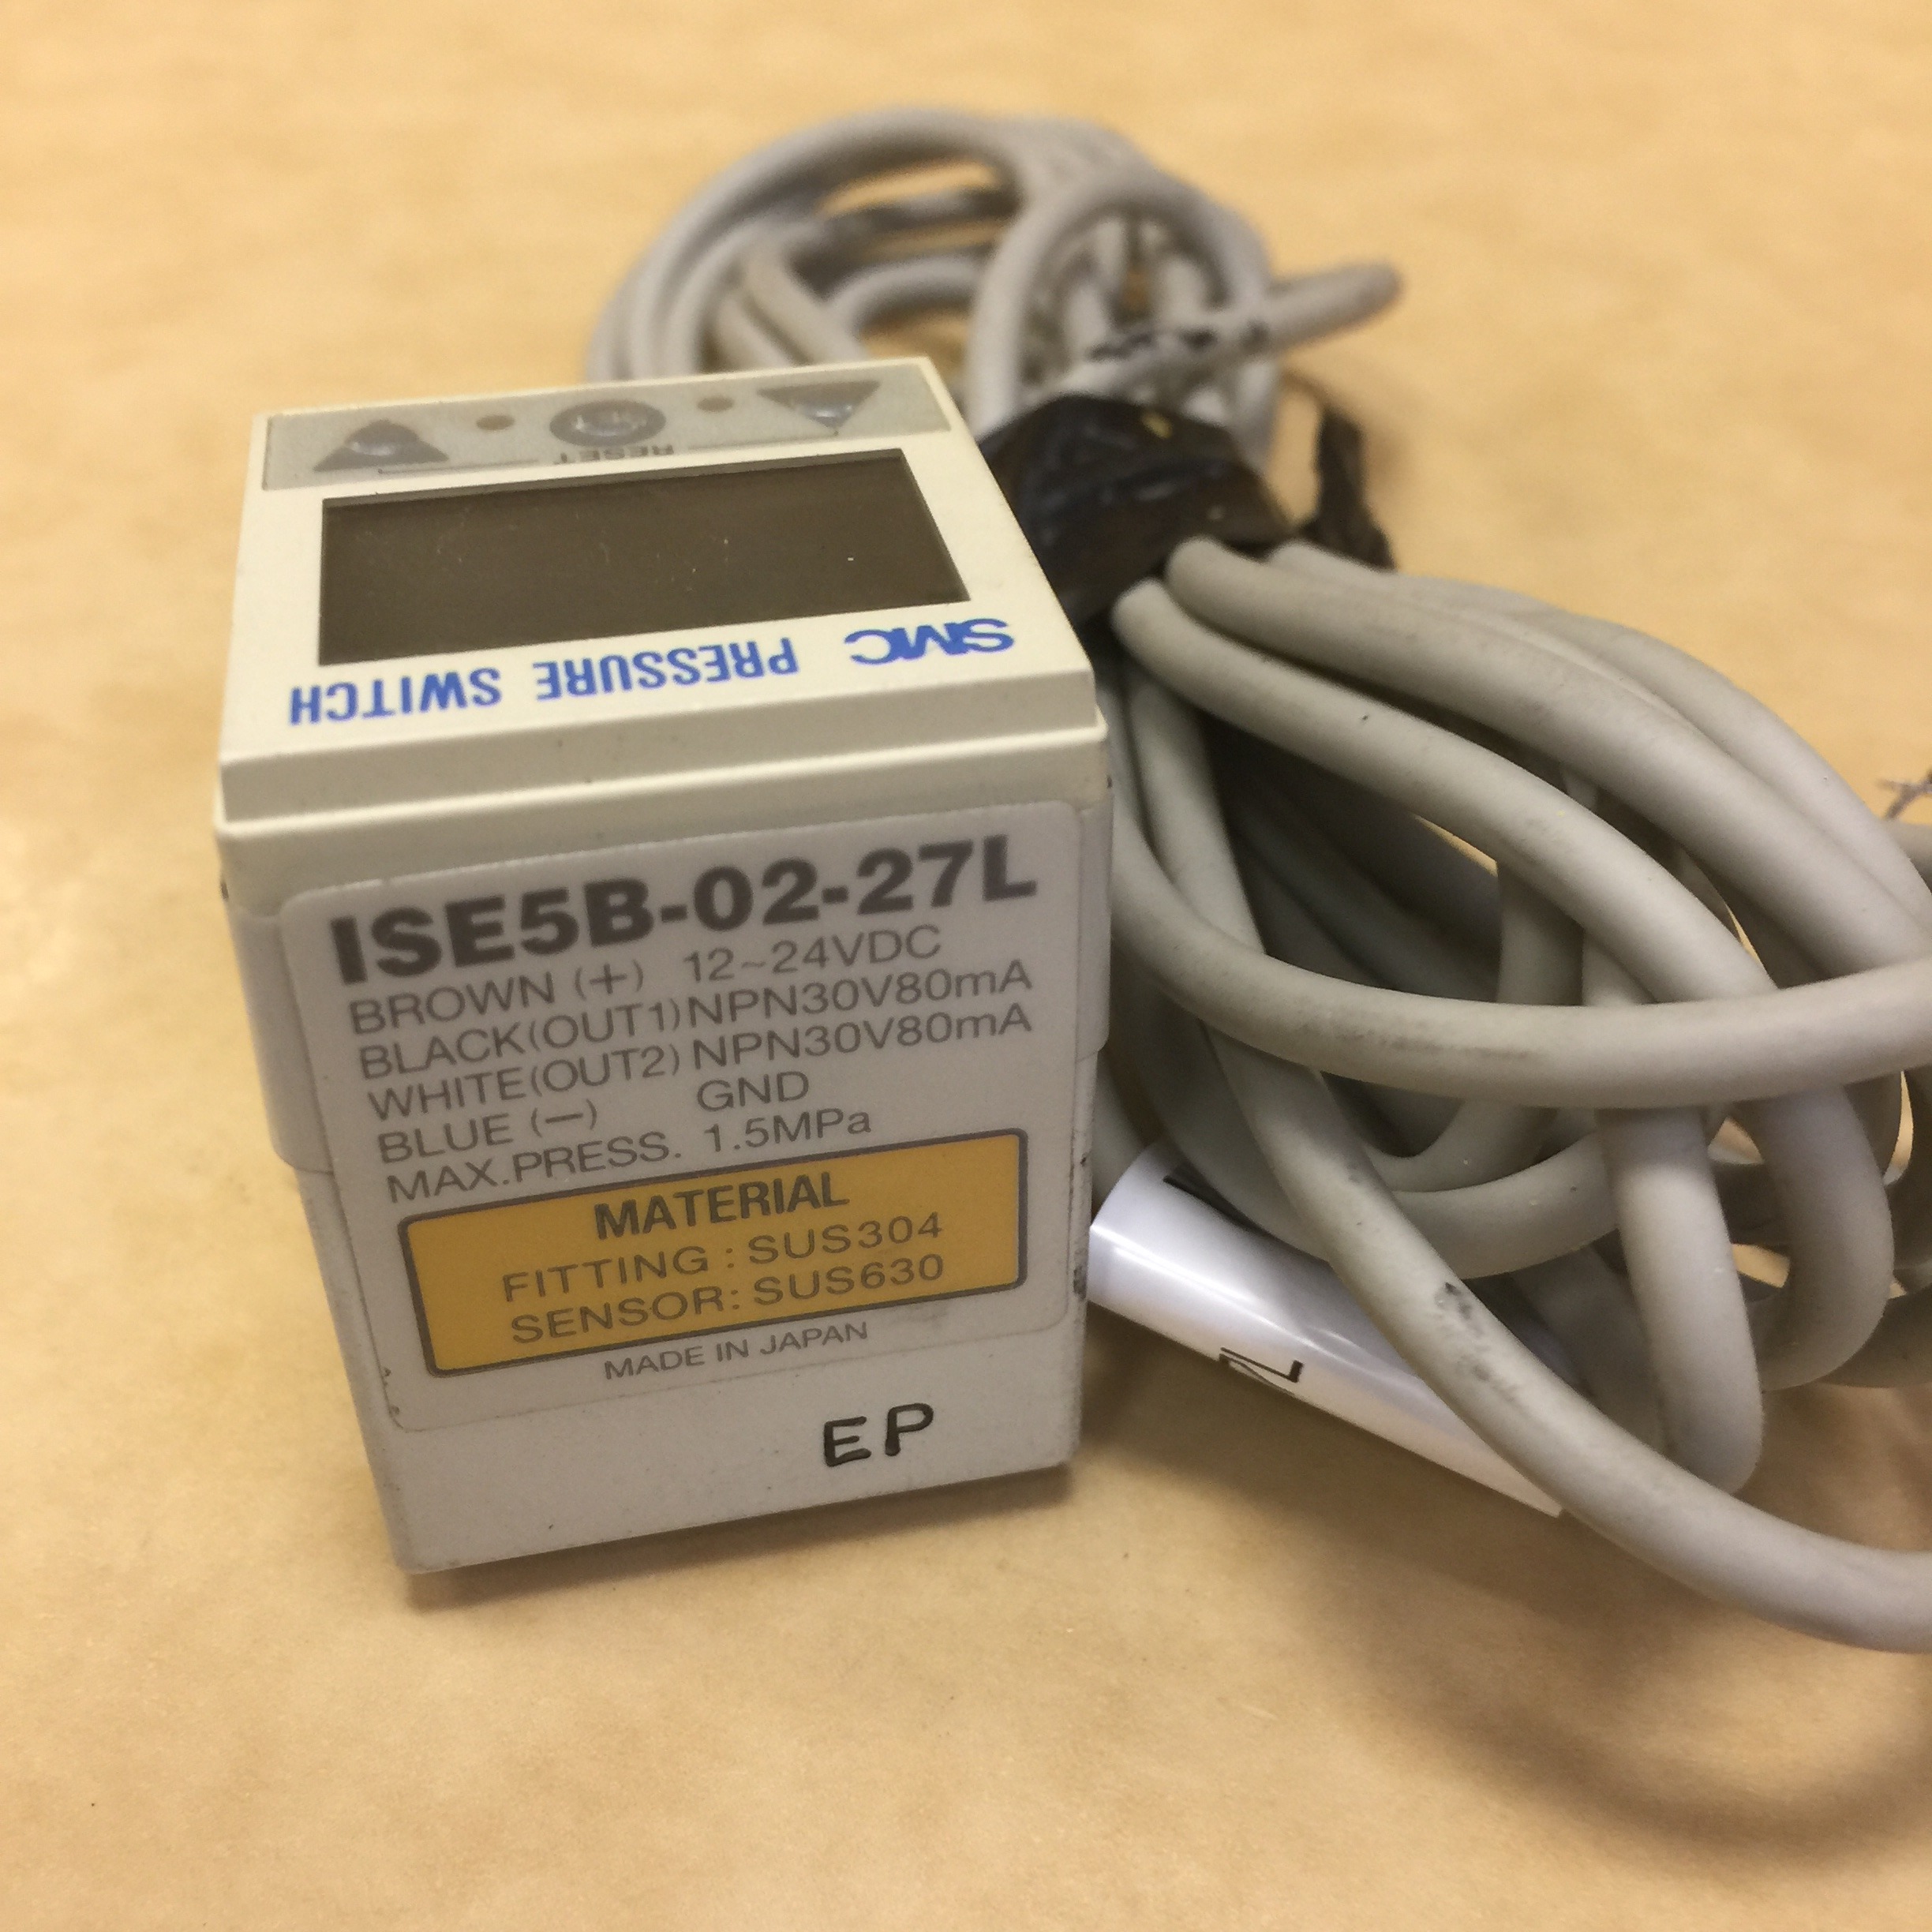 RESET
SMC PRESSURE SWITCH
ISE5B-02-27L
BROWN (+) 12~24VDC
BLACK(OUT1)NPN30V80mA
WHITE(OUT2)NPN30V80mA
BLUE (—) GND
MAX.PRESS. 1.5MPa
MATERIAL
FITTING : SUS304
SENSOR: SUS630
MADE IN JAPAN
EP